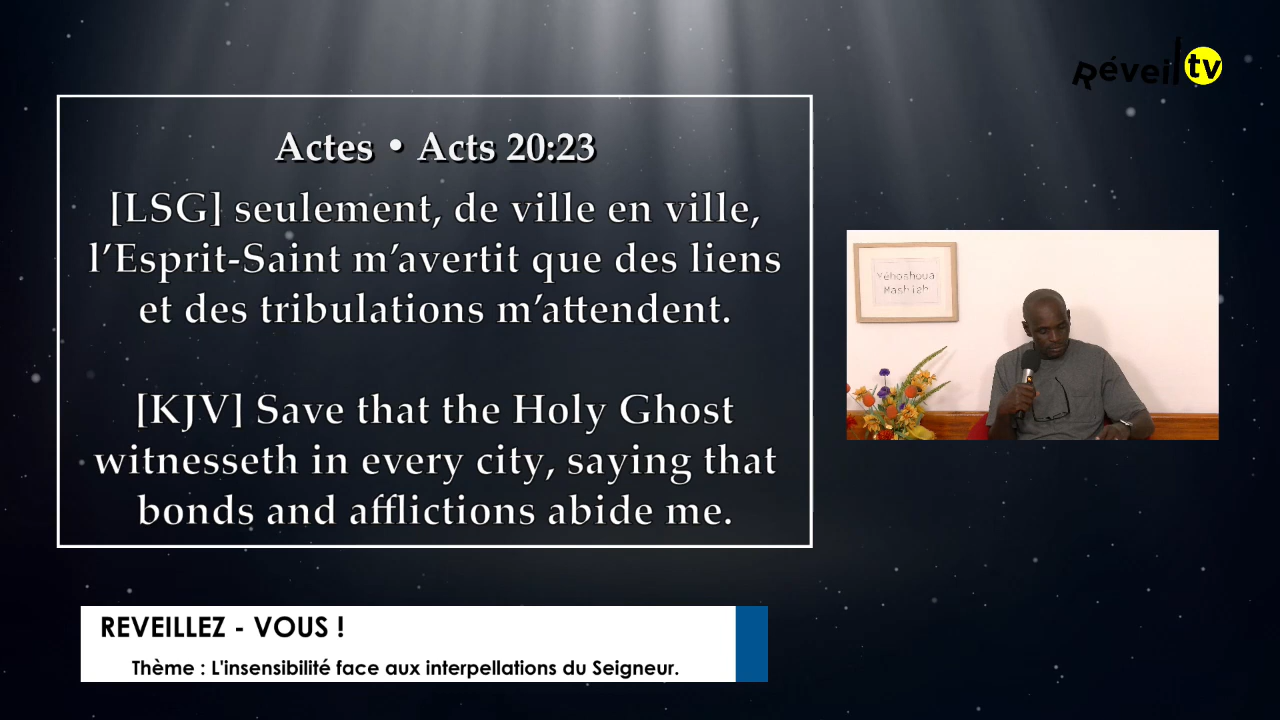 Réveil tv
Actes • Acts 20:23
[LSG] seulement, de ville en ville,
l’Esprit-Saint m’avertit que des liens
et des tribulations m’attendent.
[KJV] Save that the Holy Ghost
witnesseth in every city, saying that
bonds and afflictions abide me.
Yéhoshoua
Mashiah
REVEILLEZ - VOUS !
Thème : L'insensibilité face aux interpellations du Seigneur.